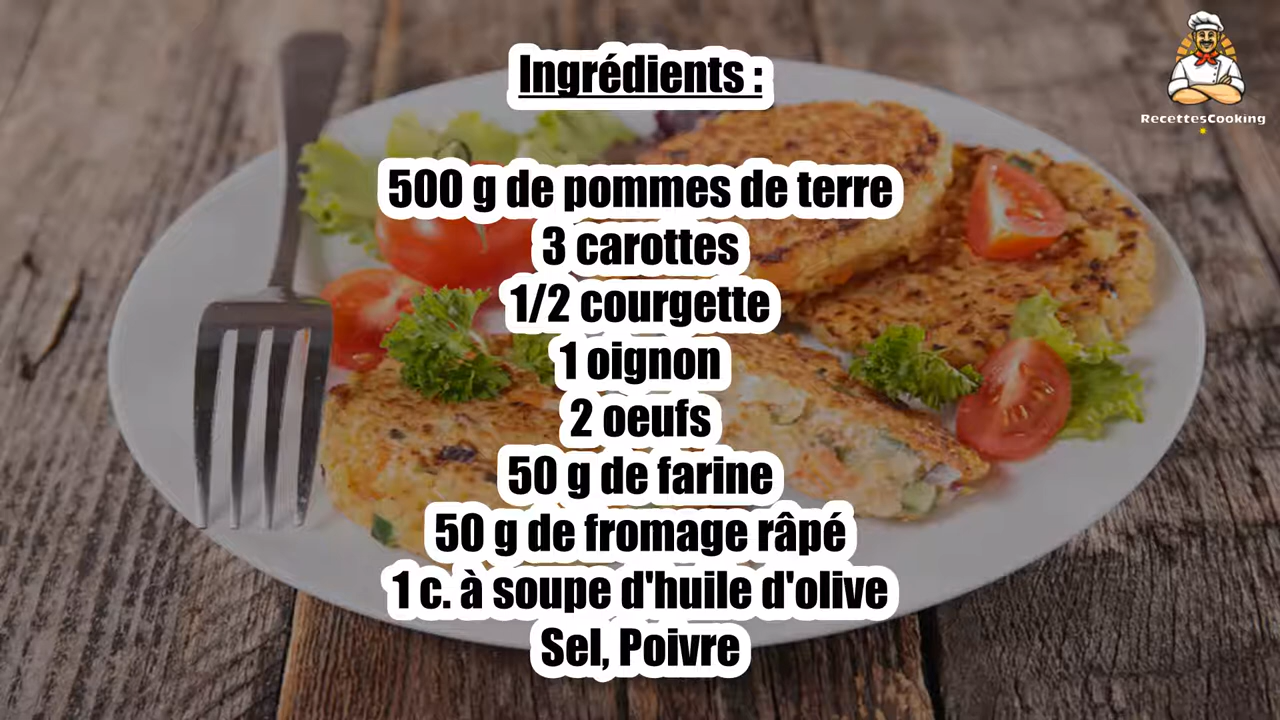 Ingrédients :
RecettesCooking
500 g de pommes de terre
3 carottes
1/2 courgette
1 oignon
2 oeufs
50 g de farine
50 g de fromage râpé
1 c. à soupe d'huile d'olive
Sel, Poivre